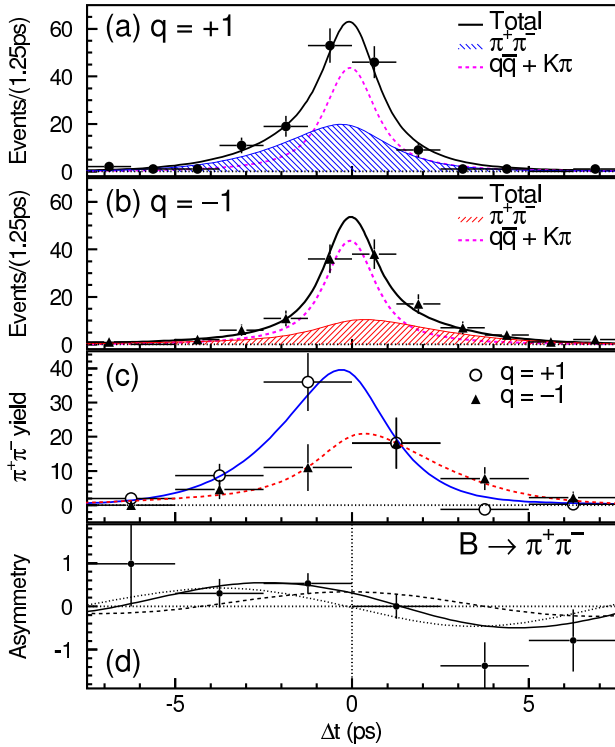 (a) q = +1
Total
π⁺π⁻
qq̅ + Kπ
Events/(1.25ps)
60
40
20
0
(b) q = −1
Total
π⁺π⁻
qq̅ + Kπ
Events/(1.25ps)
60
40
20
0
(c)
q = +1
q = −1
π⁺π⁻ yield
40
30
20
10
0
B → π⁺π⁻
Asymmetry
1
0
-1
(d)
-5 0 5
Δt (ps)